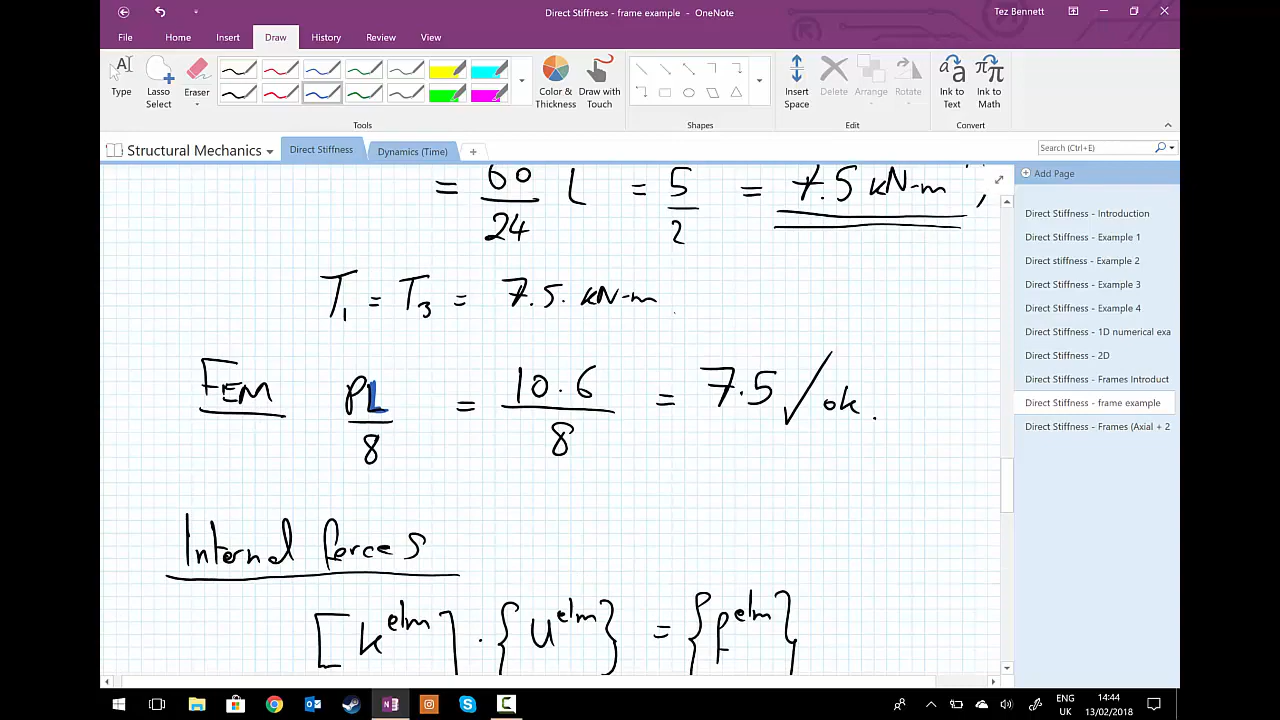 Direct Stiffness - frame example - OneNote
Tez Bennett
File Home Insert Draw History Review View
Type
Lasso Select
Eraser
Color & Thickness
Draw with Touch
Insert Space
Delete
Arrange
Rotate
Ink to Text
Ink to Math
Tools
Shapes
Edit
Convert
Structural Mechanics
Direct Stiffness
Dynamics (Time)
Search (Ctrl+E)
Add Page
Direct Stiffness - Introduction
Direct Stiffness - Example 1
Direct stiffness - Example 2
Direct Stiffness - Example 3
Direct Stiffness - Example 4
Direct Stiffness - 1D numerical exa
Direct Stiffness - 2D
Direct Stiffness - Frames Introduct
Direct Stiffness - frame example
Direct Stiffness - Frames (Axial + 2
= 60/24 L = 5/2 = 7.5 kN-m
T1 = T3 = 7.5. kN-m
FEM PL/8 = 10.6/8 = 7.5 / ok.
Internal forces
[k^elm] . {u^elm} = {f^elm}
ENG
UK
14:44
13/02/2018